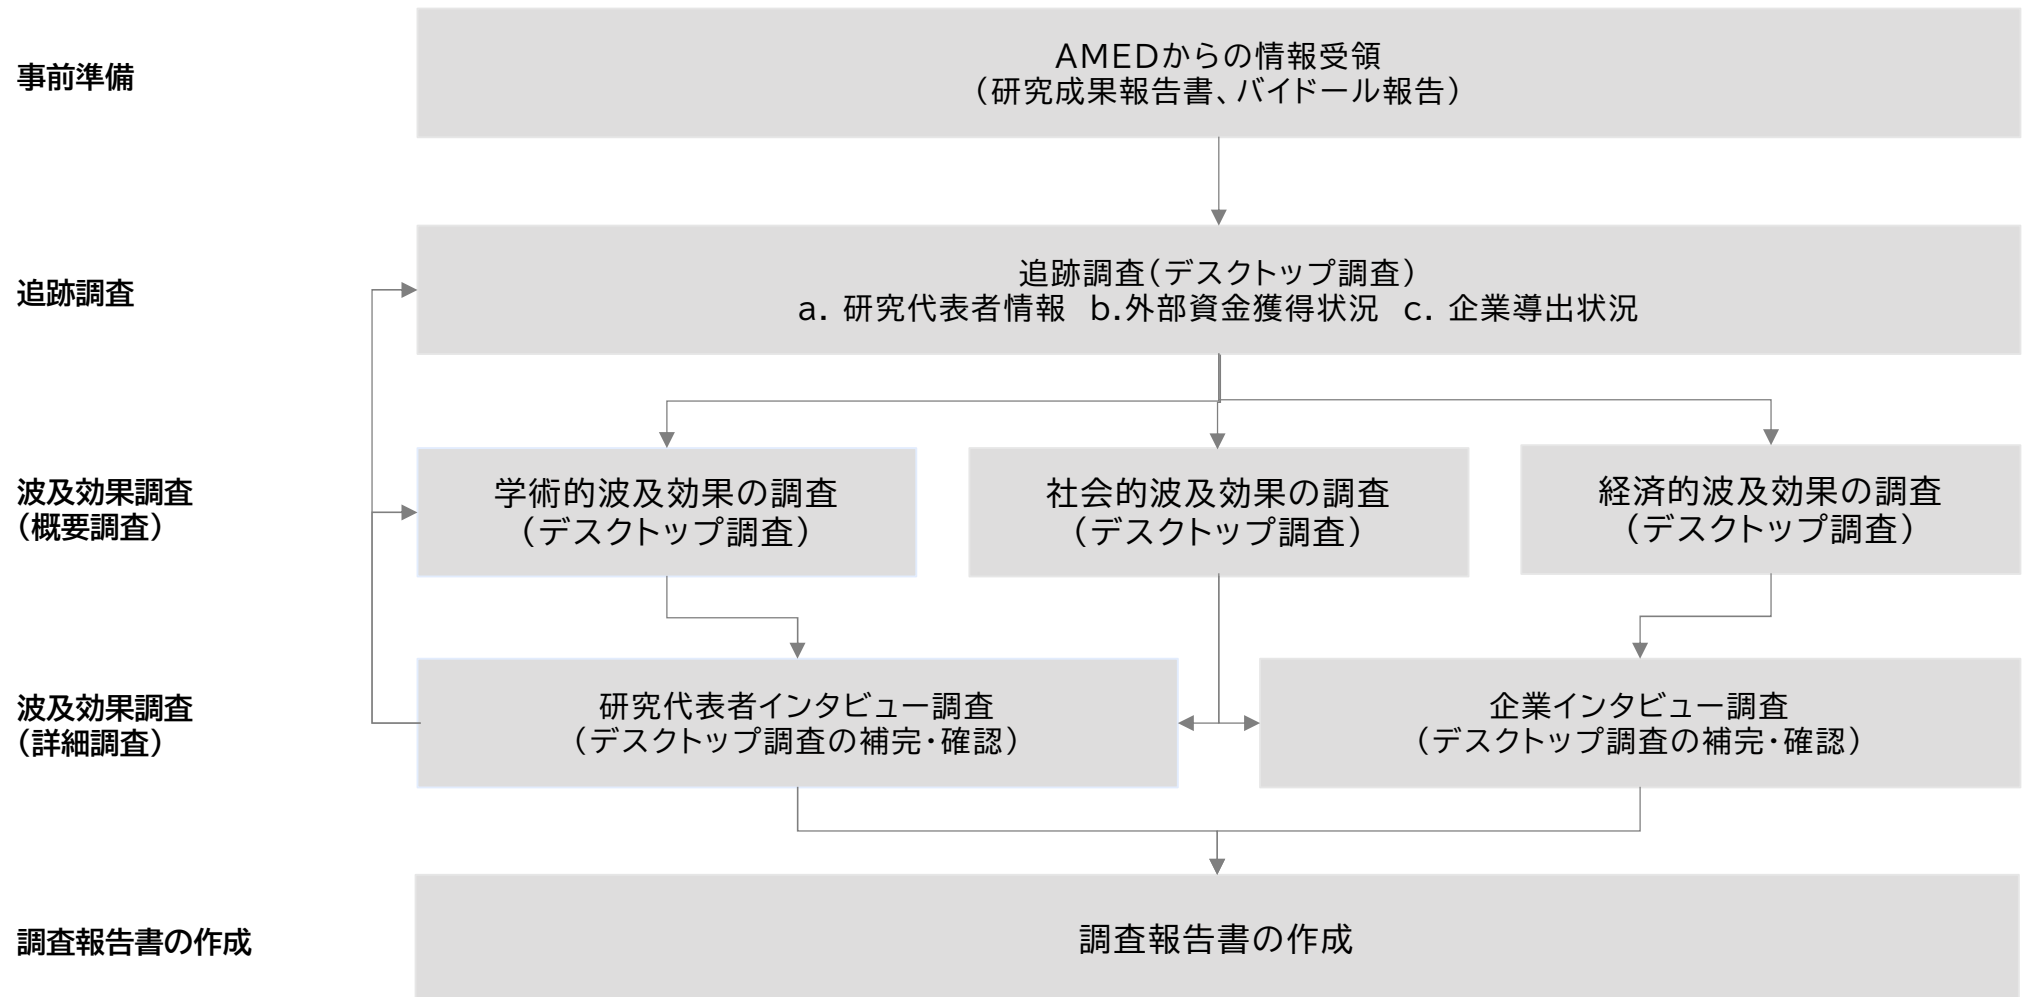 事前準備
AMEDからの情報受領
（研究成果報告書、バイドール報告）
追跡調査
追跡調査（デスクトップ調査）
a. 研究代表者情報 b.外部資金獲得状況 c. 企業導出状況
波及効果調査
（概要調査）
学術的波及効果の調査
（デスクトップ調査）
社会的波及効果の調査
（デスクトップ調査）
経済的波及効果の調査
（デスクトップ調査）
波及効果調査
（詳細調査）
研究代表者インタビュー調査
（デスクトップ調査の補完・確認）
企業インタビュー調査
（デスクトップ調査の補完・確認）
調査報告書の作成
調査報告書の作成